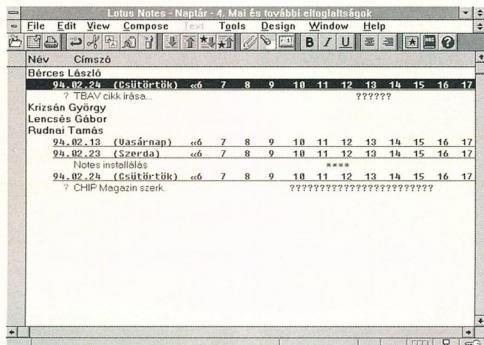 Lotus Notes - Naptár - 4. Mai És további elfoglaltságok
File Edit View Compose Text Tools Design Window Help
B I U
Név Címszó
Bérces László
94.02.24 (Csütörtök) «6 7 8 9 10 11 12 13 14 15 16 17
? TBAV cikk írása... ??????
Krizsán György
Lencsés Gábor
Rudnai Tamás
94.02.13 (Vasárnap) «6 7 8 9 10 11 12 13 14 15 16 17
94.02.23 (Szerda) «6 7 8 9 10 11 12 13 14 15 16 17
Notes installálás ****
94.02.24 (Csütörtök) «6 7 8 9 10 11 12 13 14 15 16 17
? CHIP Magazin szerk. ?????????????????????????